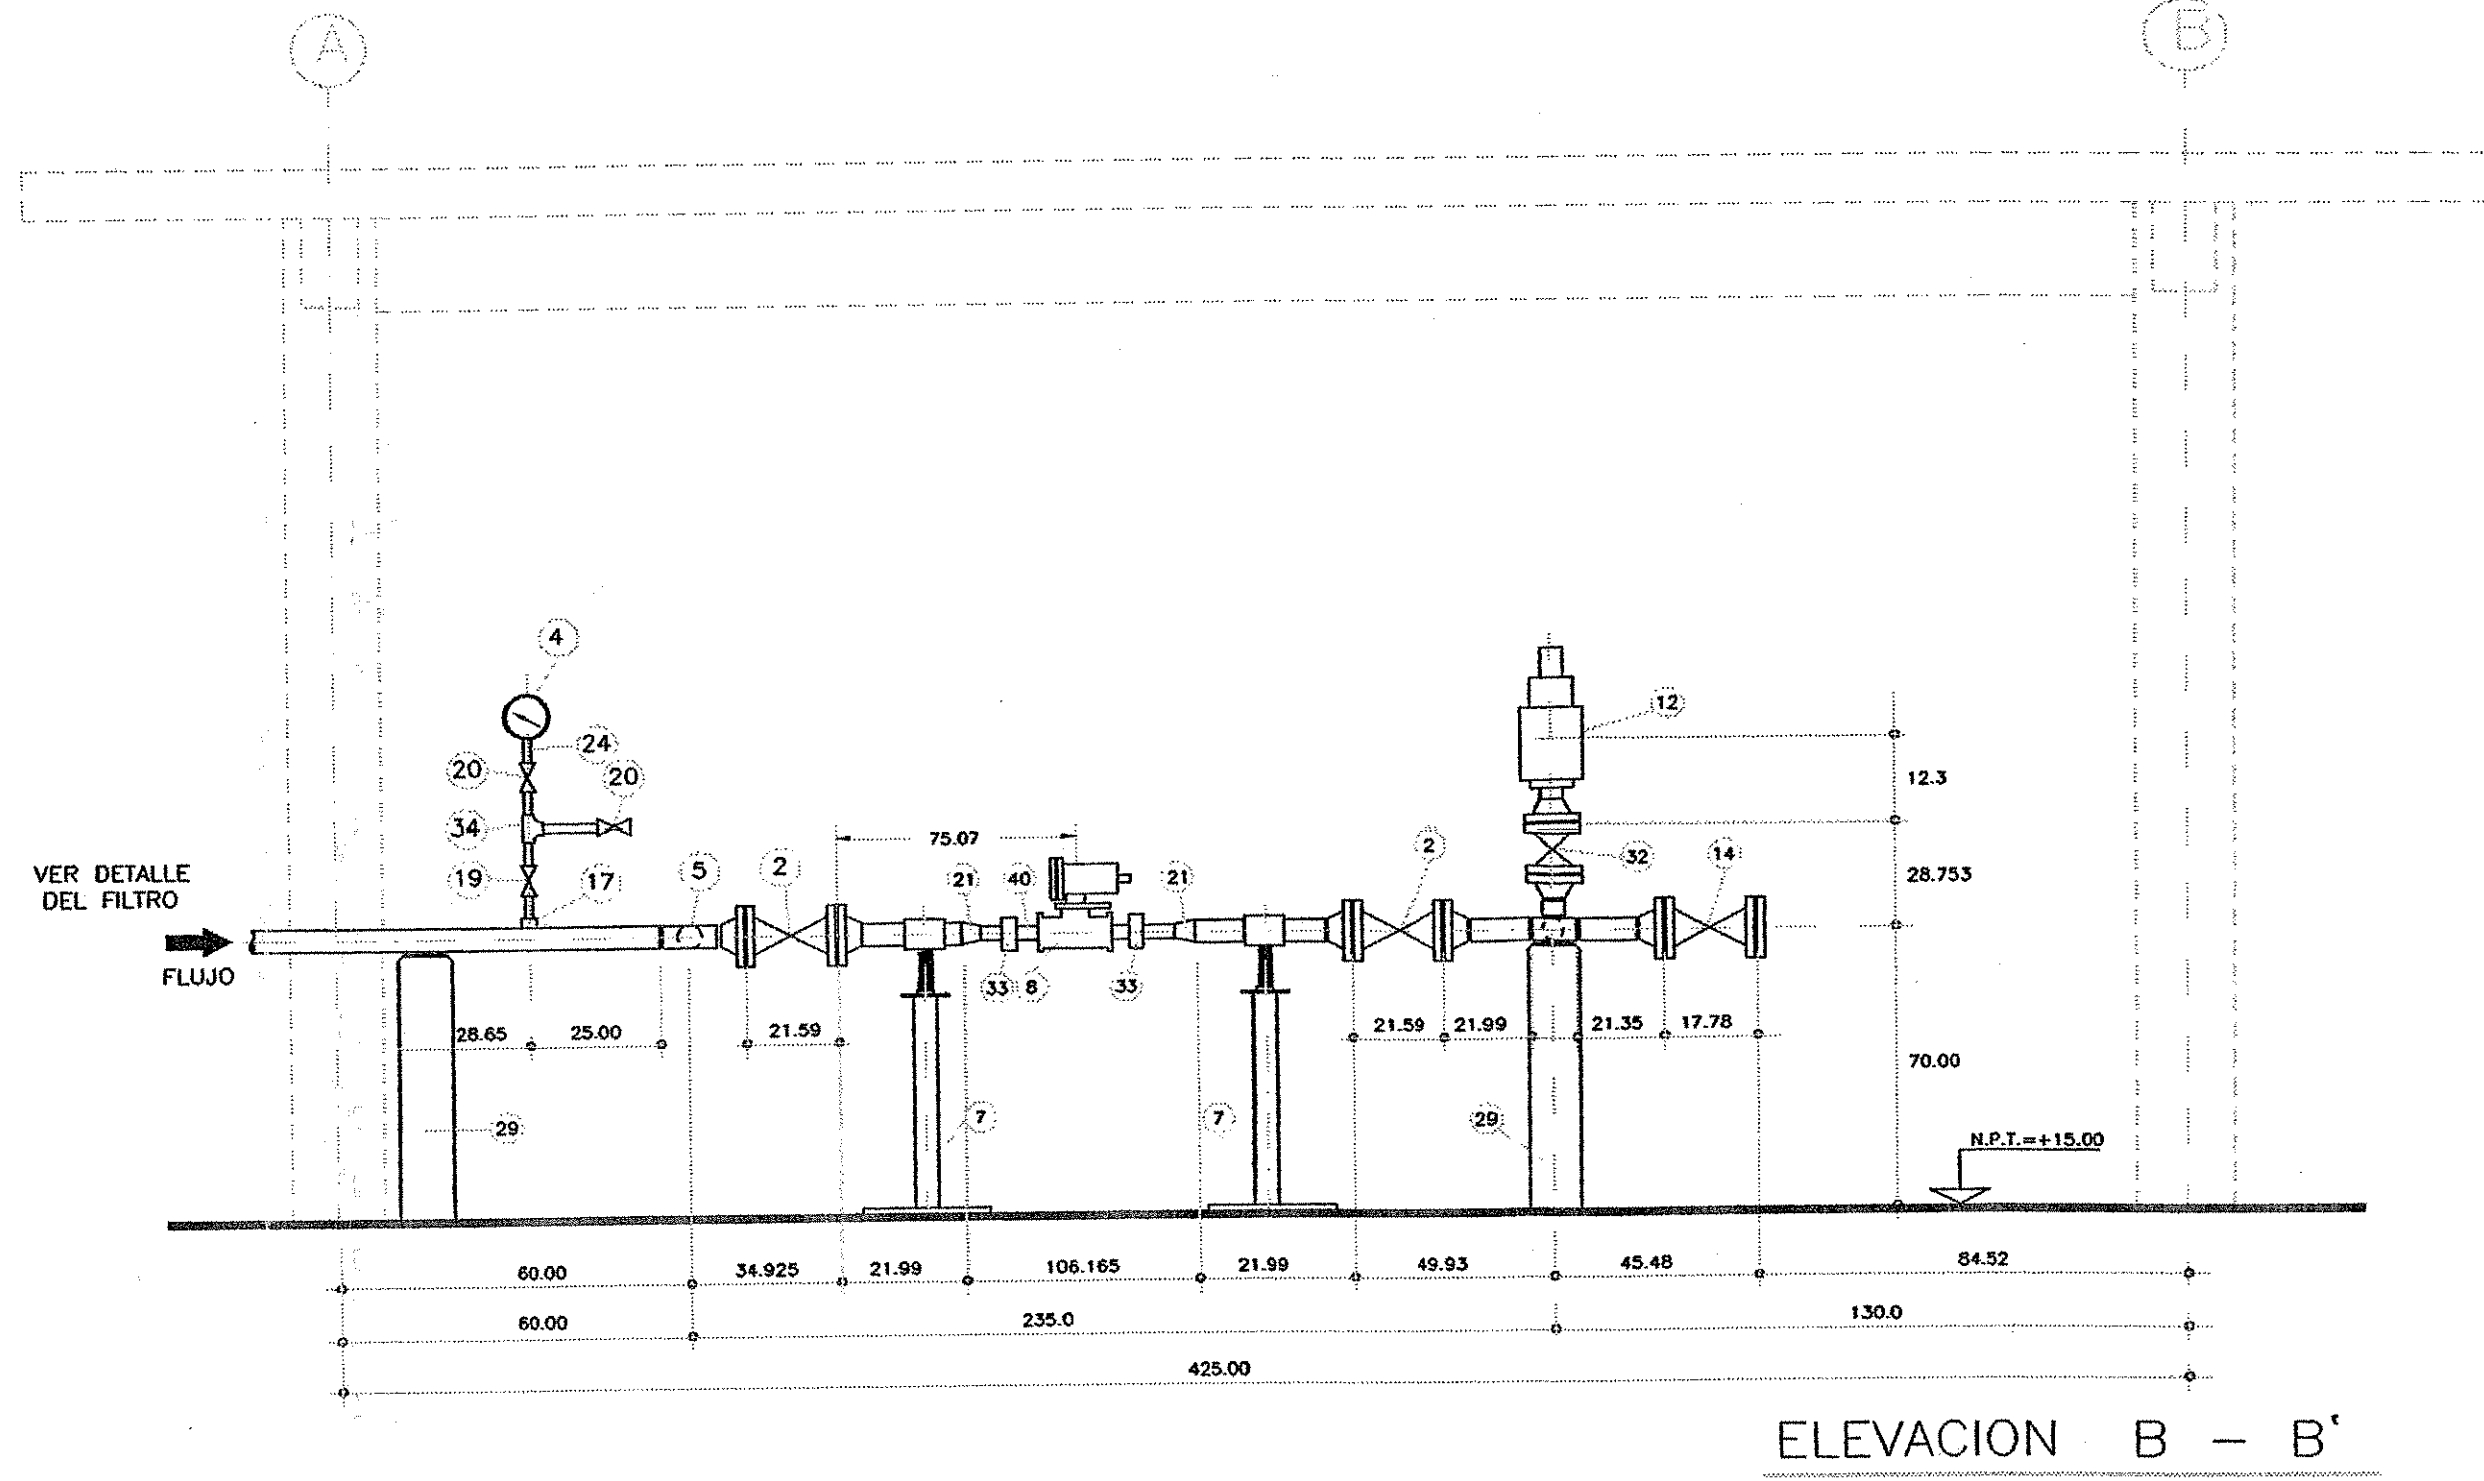 A B
4
12
24
20 20
12.3
34
75.07
2
32 14
VER DETALLE
DEL FILTRO
19 17 5 2 21 40 21
28.753
FLUJO
33 8 33
28.65 25.00 21.59 21.59 21.99 21.35 17.78
70.00
29 7 7 29
N.P.T.=+15.00
60.00 34.925 21.99 106.165 21.99 49.93 45.48 84.52
60.00 235.0 130.0
425.00
ELEVACION B - B'